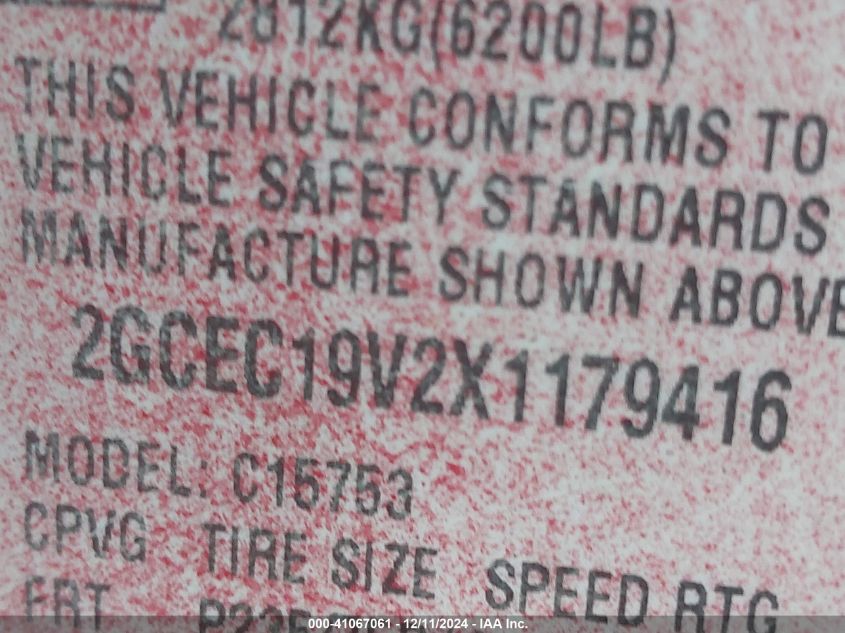 2812KG(6200LB)
THIS VEHICLE CONFORMS TO
VEHICLE SAFETY STANDARDS
MANUFACTURE SHOWN ABOVE
2GCEC19V2X1179416
MODEL: C15753
CPVG TIRE SIZE SPEED RTG
FRT
000-41067061 - 12/11/2024 - IAA Inc.